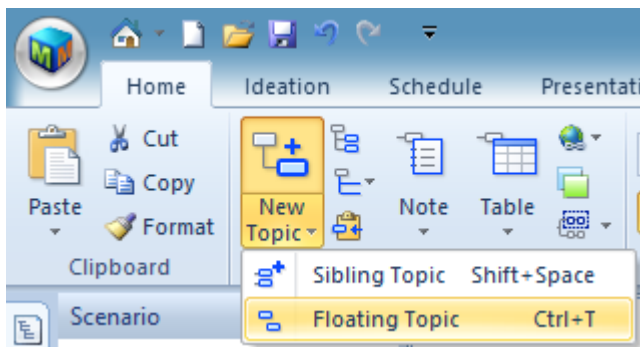 Home Ideation Schedule Presentati
Cut
Copy
Paste
Format
New
Topic
Note
Table
Clipboard
Sibling Topic Shift+Space
Scenario
Floating Topic Ctrl+T